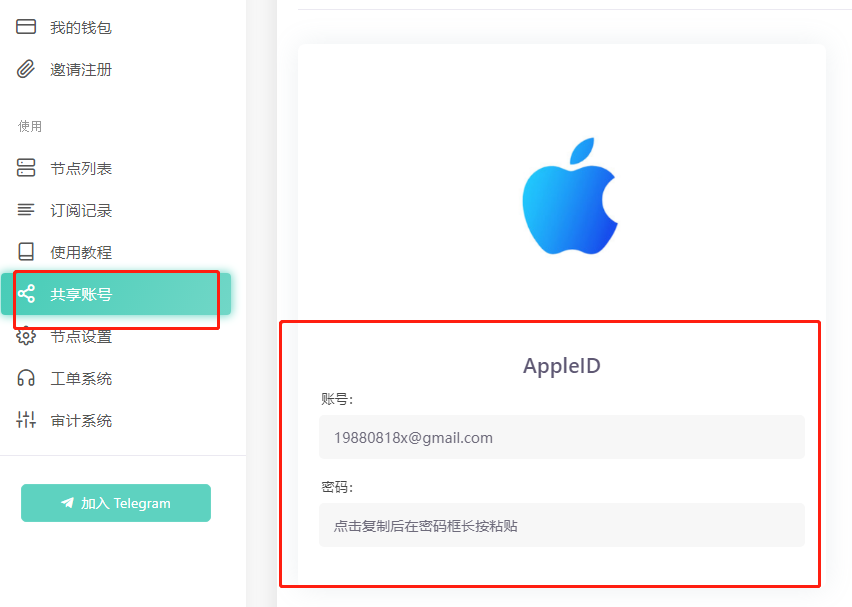 我的钱包
邀请注册
使用
节点列表
订阅记录
使用教程
共享账号
节点设置
工单系统
审计系统
加入 Telegram
AppleID
账号:
19880818x@gmail.com
密码:
点击复制后在密码框长按粘贴